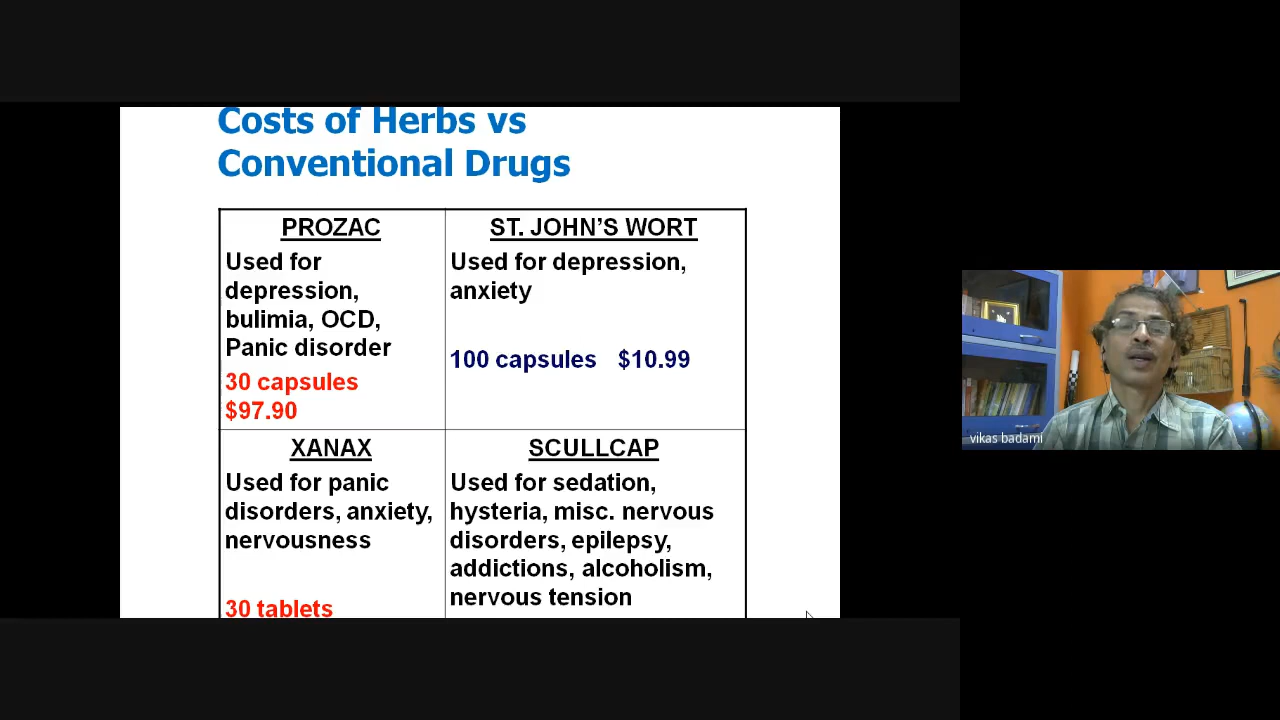 Costs of Herbs vs
Conventional Drugs
PROZAC
Used for
depression,
bulimia, OCD,
Panic disorder
30 capsules
$97.90
ST. JOHN'S WORT
Used for depression,
anxiety
100 capsules $10.99
XANAX
Used for panic
disorders, anxiety,
nervousness
30 tablets
SCULLCAP
Used for sedation,
hysteria, misc. nervous
disorders, epilepsy,
addictions, alcoholism,
nervous tension
vikas badami